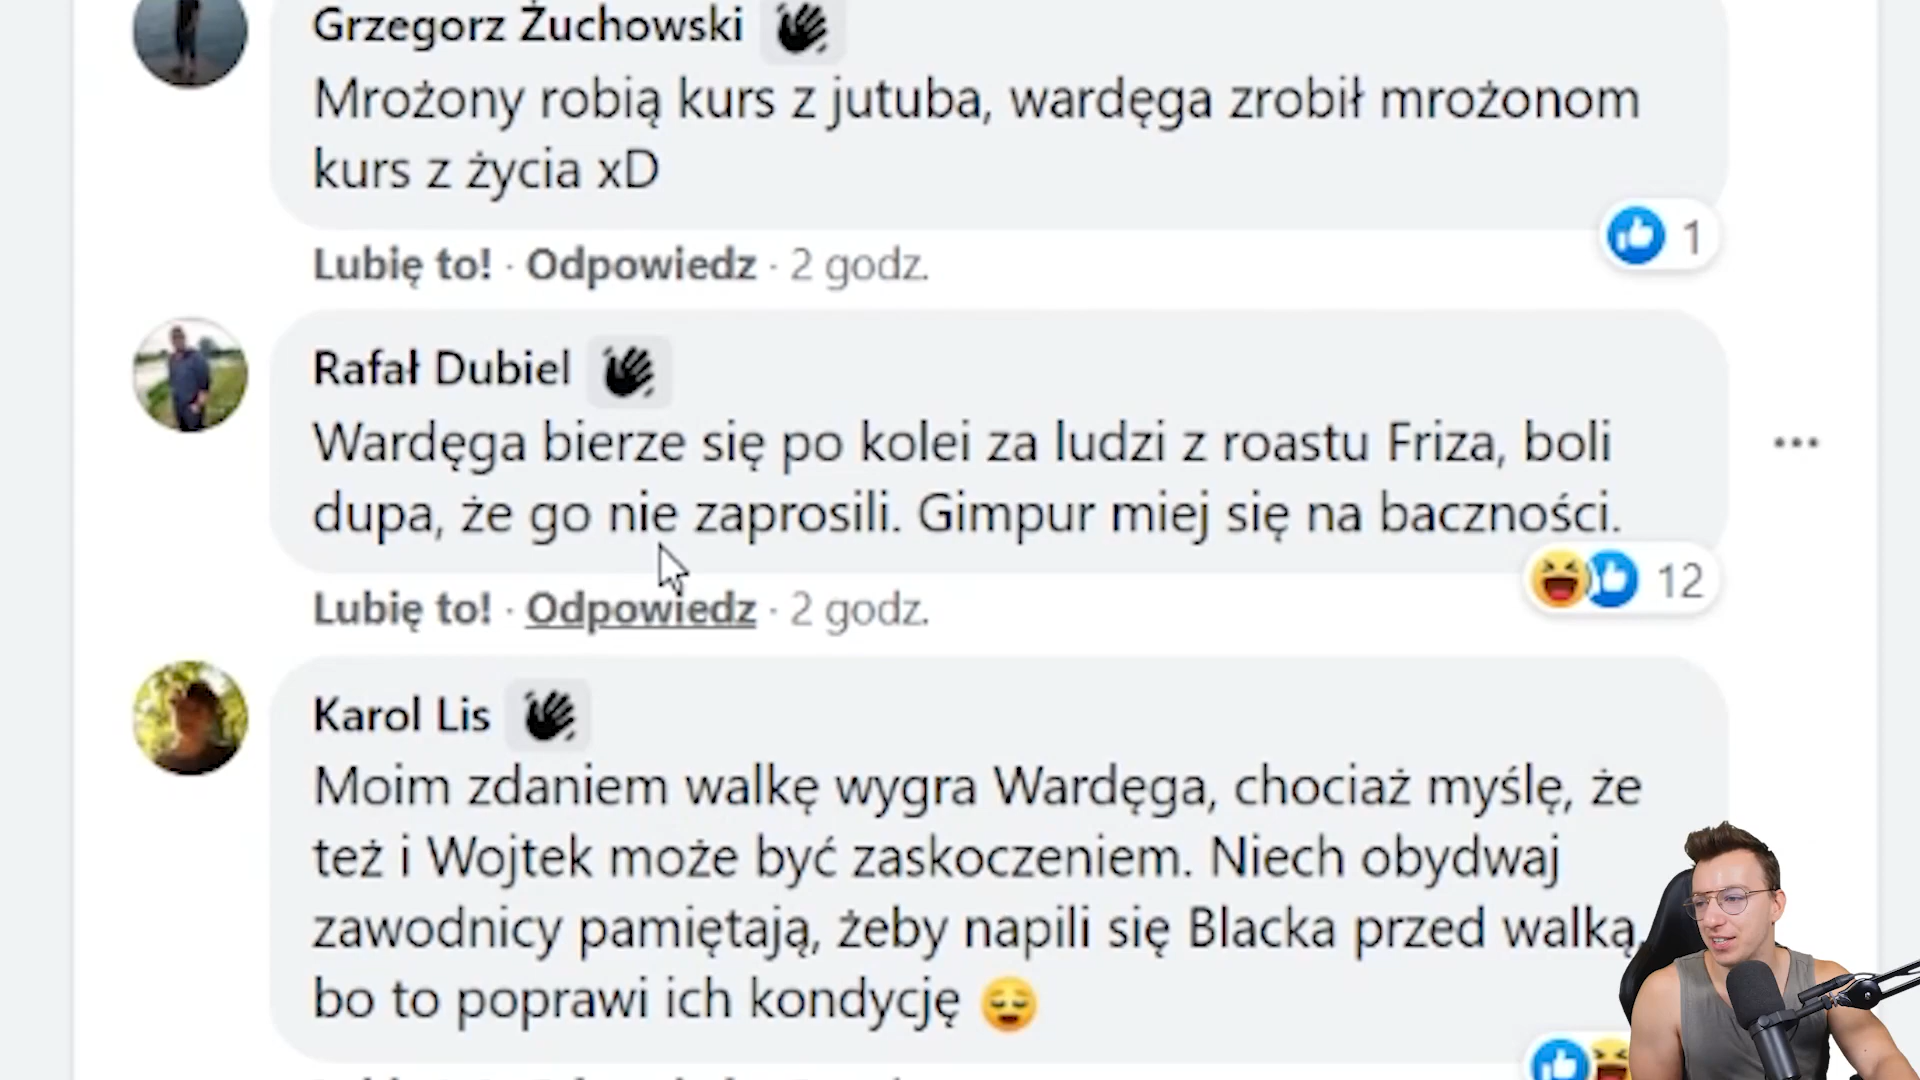 Grzegorz Żuchowski
Mrożony robią kurs z jutuba, wardęga zrobił mrożonom
kurs z życia xD
1
Lubię to! · Odpowiedz · 2 godz.
Rafał Dubiel
Wardęga bierze się po kolei za ludzi z roastu Friza, boli
dupa, że go nie zaprosili. Gimpur miej się na baczności.
12
Lubię to! · Odpowiedz · 2 godz.
Karol Lis
Moim zdaniem walkę wygra Wardęga, chociaż myślę, że
też i Wojtek może być zaskoczeniem. Niech obydwaj
zawodnicy pamiętają, żeby napili się Blacka przed walką,
bo to poprawi ich kondycję